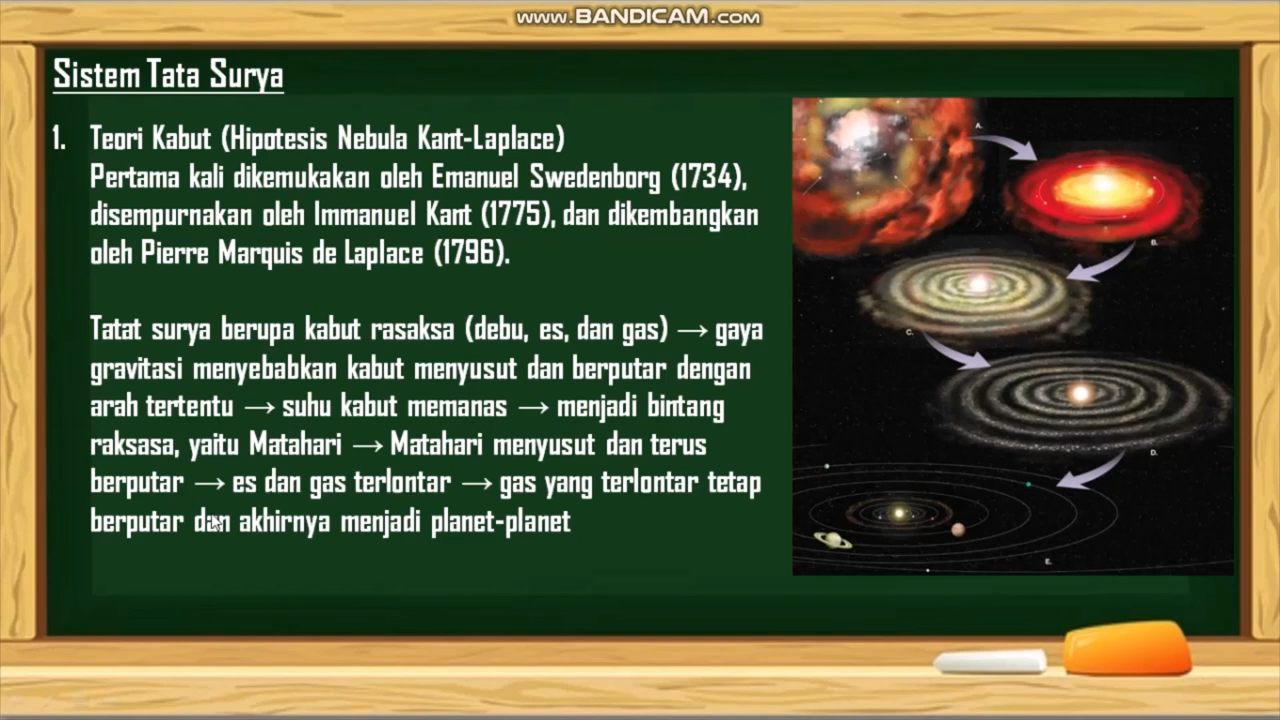 www.BANDICAM.com
Sistem Tata Surya
1. Teori Kabut (Hipotesis Nebula Kant-Laplace)
Pertama kali dikemukakan oleh Emanuel Swedenborg (1734),
disempurnakan oleh Immanuel Kant (1775), dan dikembangkan
oleh Pierre Marquis de Laplace (1796).
Tatat surya berupa kabut rasaksa (debu, es, dan gas) → gaya
gravitasi menyebabkan kabut menyusut dan berputar dengan
arah tertentu → suhu kabut memanas → menjadi bintang
raksasa, yaitu Matahari → Matahari menyusut dan terus
berputar → es dan gas terlontar → gas yang terlontar tetap
berputar dan akhirnya menjadi planet-planet
A.
B.
C.
D.
E.